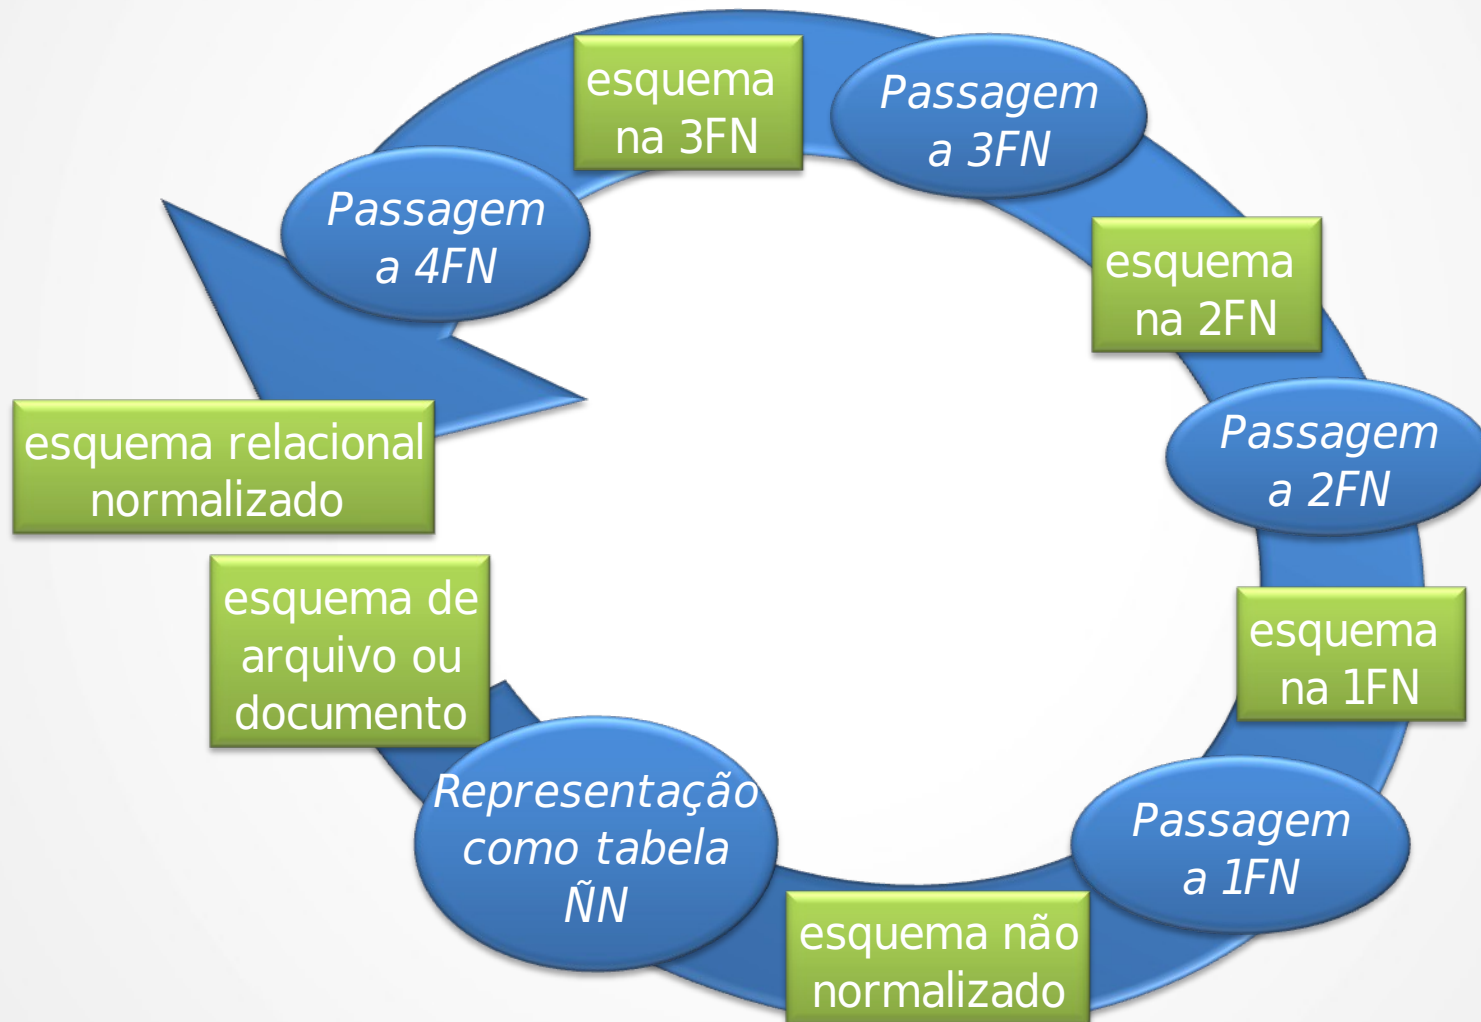 esquema
na 3FN
Passagem
a 3FN
Passagem
a 4FN
esquema
na 2FN
Passagem
a 2FN
esquema relacional
normalizado
esquema de
arquivo ou
documento
esquema
na 1FN
Representação
como tabela
ÑN
Passagem
a 1FN
esquema não
normalizado